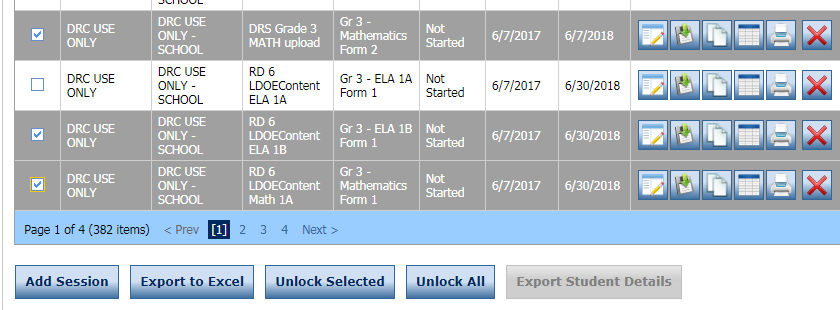 SCHOOL
DRC USE ONLY
DRC USE ONLY - SCHOOL
DRS Grade 3 MATH upload
Gr 3 - Mathematics Form 2
Not Started
6/7/2017
6/7/2018
DRC USE ONLY
DRC USE ONLY - SCHOOL
RD 6 LDOEContent ELA 1A
Gr 3 - ELA 1A Form 1
Not Started
6/7/2017
6/30/2018
DRC USE ONLY
DRC USE ONLY - SCHOOL
RD 6 LDOEContent ELA 1B
Gr 3 - ELA 1B Form 1
Not Started
6/7/2017
6/30/2018
DRC USE ONLY
DRC USE ONLY - SCHOOL
RD 6 LDOEContent Math 1A
Gr 3 - Mathematics Form 1
Not Started
6/7/2017
6/30/2018
Page 1 of 4 (382 items) < Prev [1] 2 3 4 Next >
Add Session
Export to Excel
Unlock Selected
Unlock All
Export Student Details